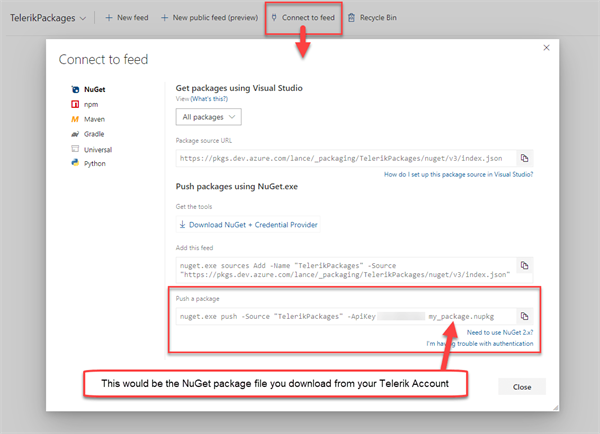 TelerikPackages + New feed + New public feed (preview) Connect to feed Recycle Bin
Connect to feed
NuGet
npm
Maven
Gradle
Universal
Python
Get packages using Visual Studio
View (What's this?)
All packages
Package source URL
https://pkgs.dev.azure.com/lance/_packaging/TelerikPackages/nuget/v3/index.json
How do I set up this package source in Visual Studio?
Push packages using NuGet.exe
Get the tools
Download NuGet + Credential Provider
Add this feed
nuget.exe sources Add -Name "TelerikPackages" -Source
"https://pkgs.dev.azure.com/lance/_packaging/TelerikPackages/nuget/v3/index.json"
Push a package
nuget.exe push -Source "TelerikPackages" -ApiKey my_package.nupkg
Need to use NuGet 2.x?
I'm having trouble with authentication
This would be the NuGet package file you download from your Telerik Account
Close